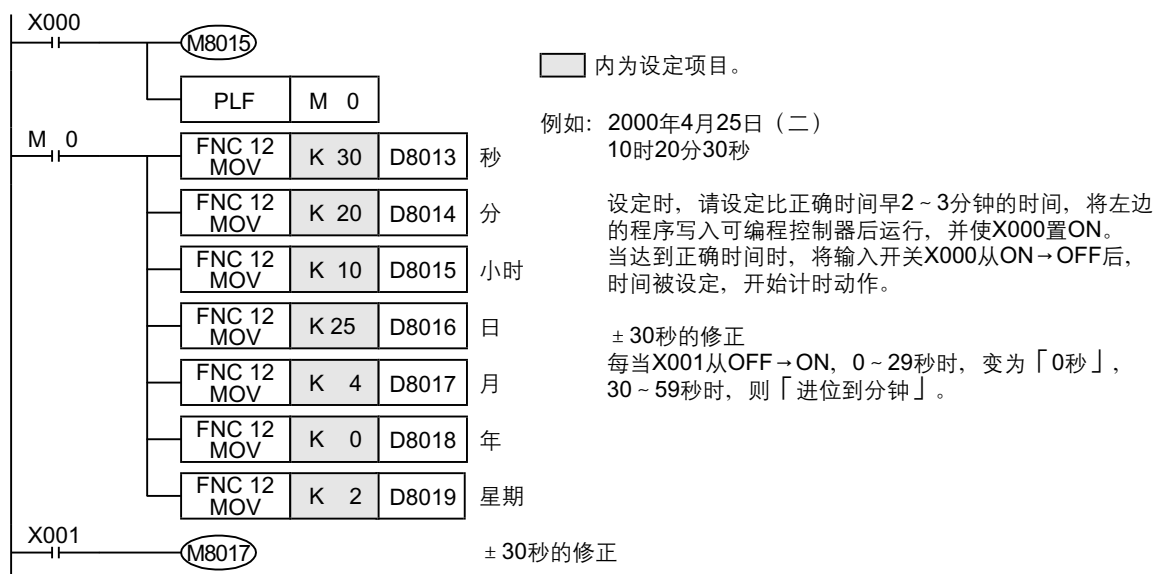 X000
M8015
PLF M 0
M 0
FNC 12 MOV K 30 D8013 秒
FNC 12 MOV K 20 D8014 分
FNC 12 MOV K 10 D8015 小时
FNC 12 MOV K 25 D8016 日
FNC 12 MOV K 4 D8017 月
FNC 12 MOV K 0 D8018 年
FNC 12 MOV K 2 D8019 星期
X001
M8017 ±30秒的修正
内为设定项目。
例如: 2000年4月25日（二）
10时20分30秒
设定时，请设定比正确时间早2~3分钟的时间，将左边
的程序写入可编程控制器后运行，并使X000置ON。
当达到正确时间时，将输入开关X000从ON→OFF后，
时间被设定，开始计时动作。
±30秒的修正
每当X001从OFF→ON，0~29秒时，变为「0秒」，
30~59秒时，则「进位到分钟」。